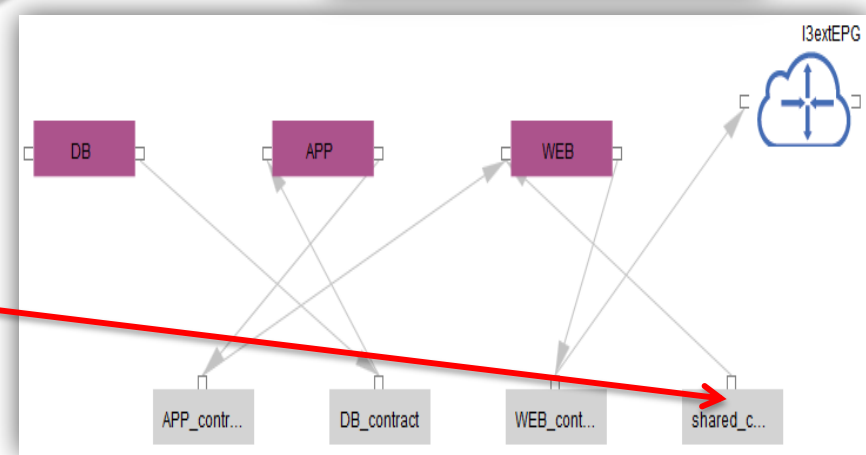 l3extEPG
DB
APP
WEB
APP_contr...
DB_contract
WEB_cont...
shared_c...